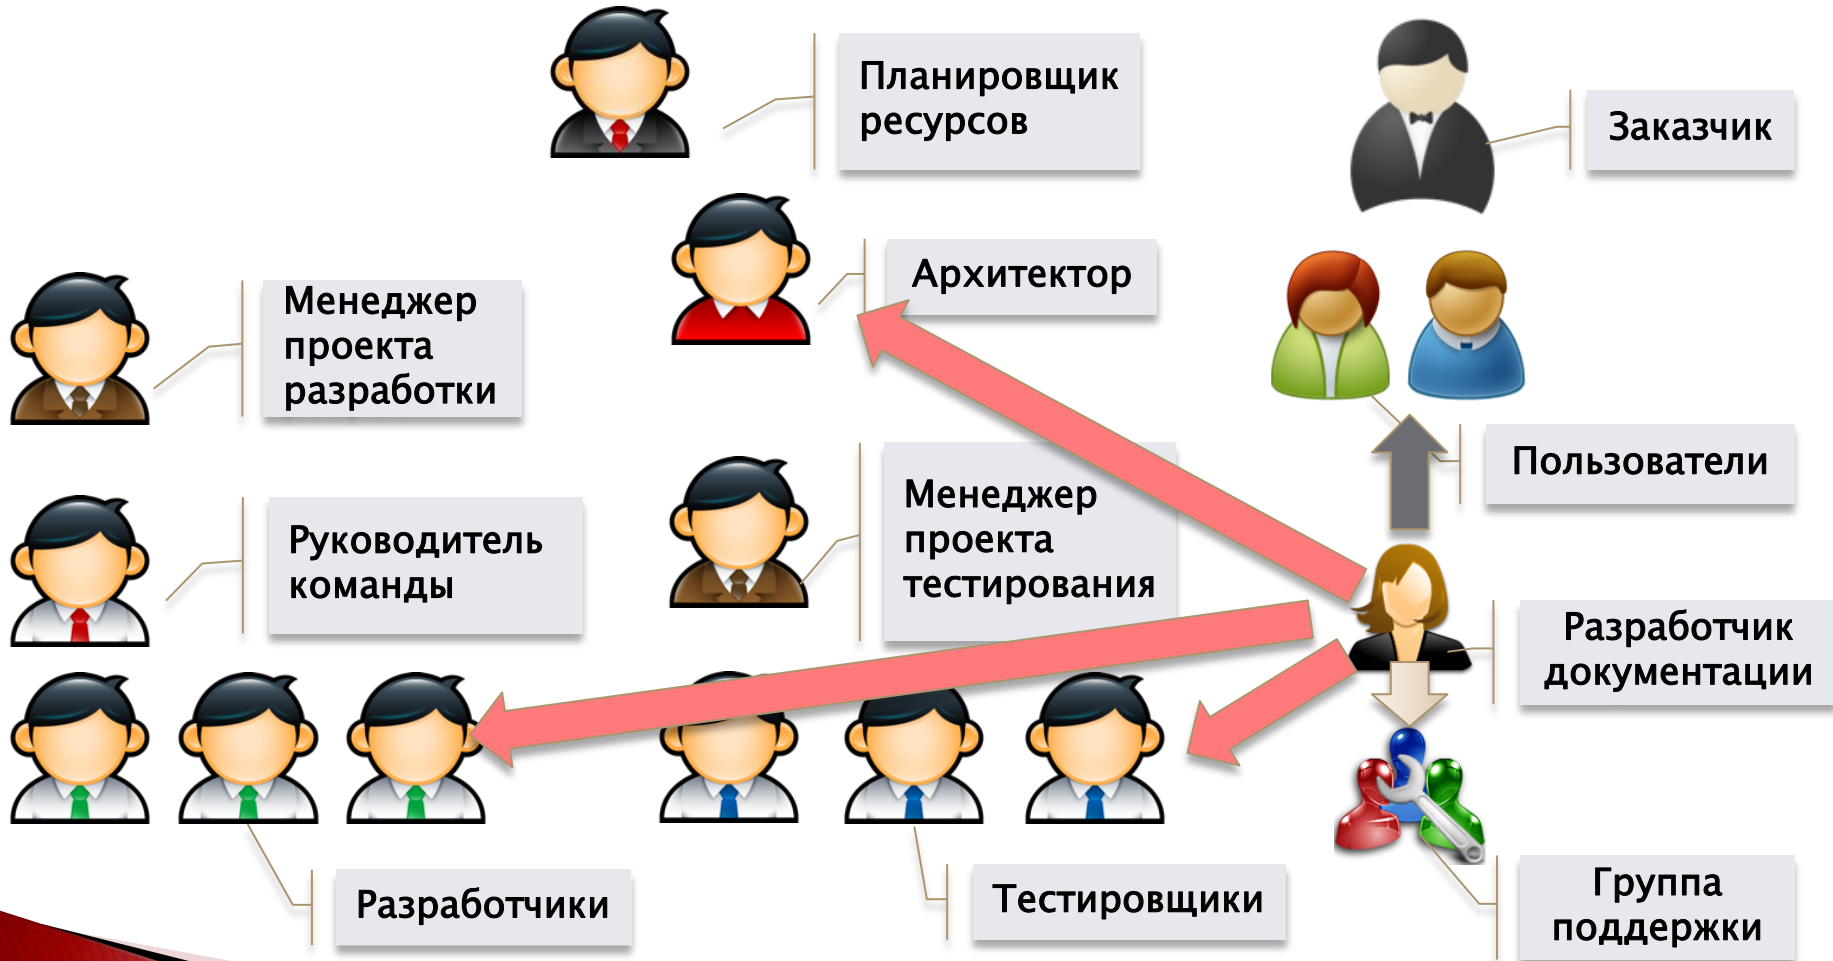 Планировщик
ресурсов
Заказчик
Архитектор
Менеджер
проекта
разработки
Пользователи
Менеджер
проекта
тестирования
Руководитель
команды
Разработчик
документации
Разработчики
Тестировщики
Группа
поддержки